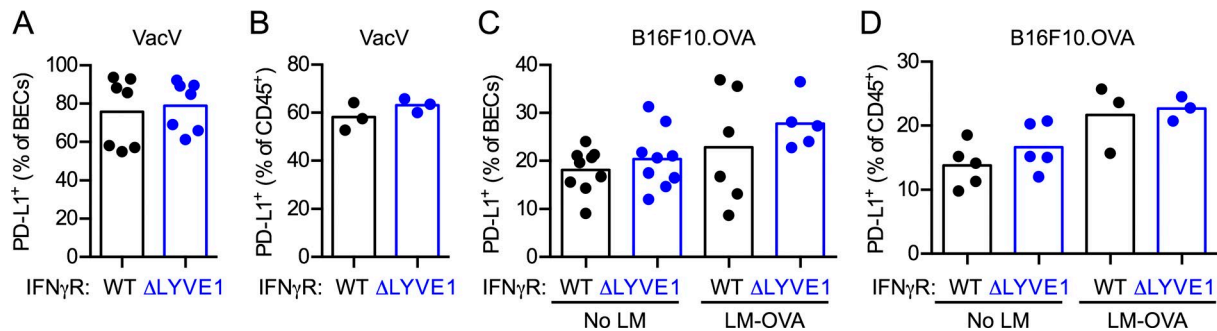 A
VacV
PD-L1+ (% of BECs)
100
80
60
40
20
0
IFNγR: WT ΔLYVE1
B
VacV
PD-L1+ (% of CD45+)
80
60
40
20
0
IFNγR: WT ΔLYVE1
C
B16F10.OVA
PD-L1+ (% of BECs)
40
30
20
10
0
IFNγR: WT ΔLYVE1 WT ΔLYVE1
No LM LM-OVA
D
B16F10.OVA
PD-L1+ (% of CD45+)
30
20
10
0
IFNγR: WT ΔLYVE1 WT ΔLYVE1
No LM LM-OVA